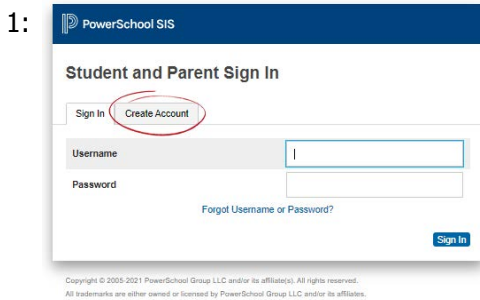 1:
PowerSchool SIS
Student and Parent Sign In
Sign In Create Account
Username
Password
Forgot Username or Password?
Sign In
Copyright © 2005-2021 PowerSchool Group LLC and/or its affiliate(s). All rights reserved.
All trademarks are either owned or licensed by PowerSchool Group LLC and/or its affiliates.